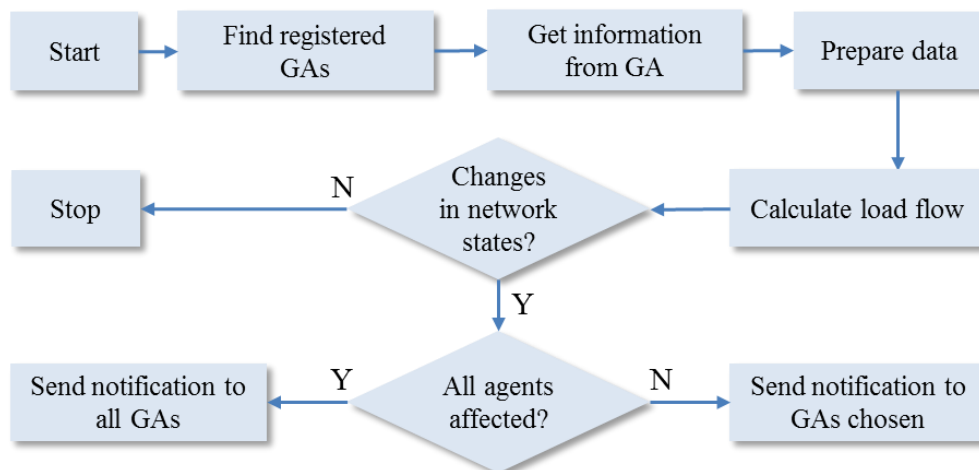 Start
Find registered
GAs
Get information
from GA
Prepare data
Calculate load flow
Changes
in network
states?
N
Stop
Y
All agents
affected?
Y
Send notification to
all GAs
N
Send notification to
GAs chosen